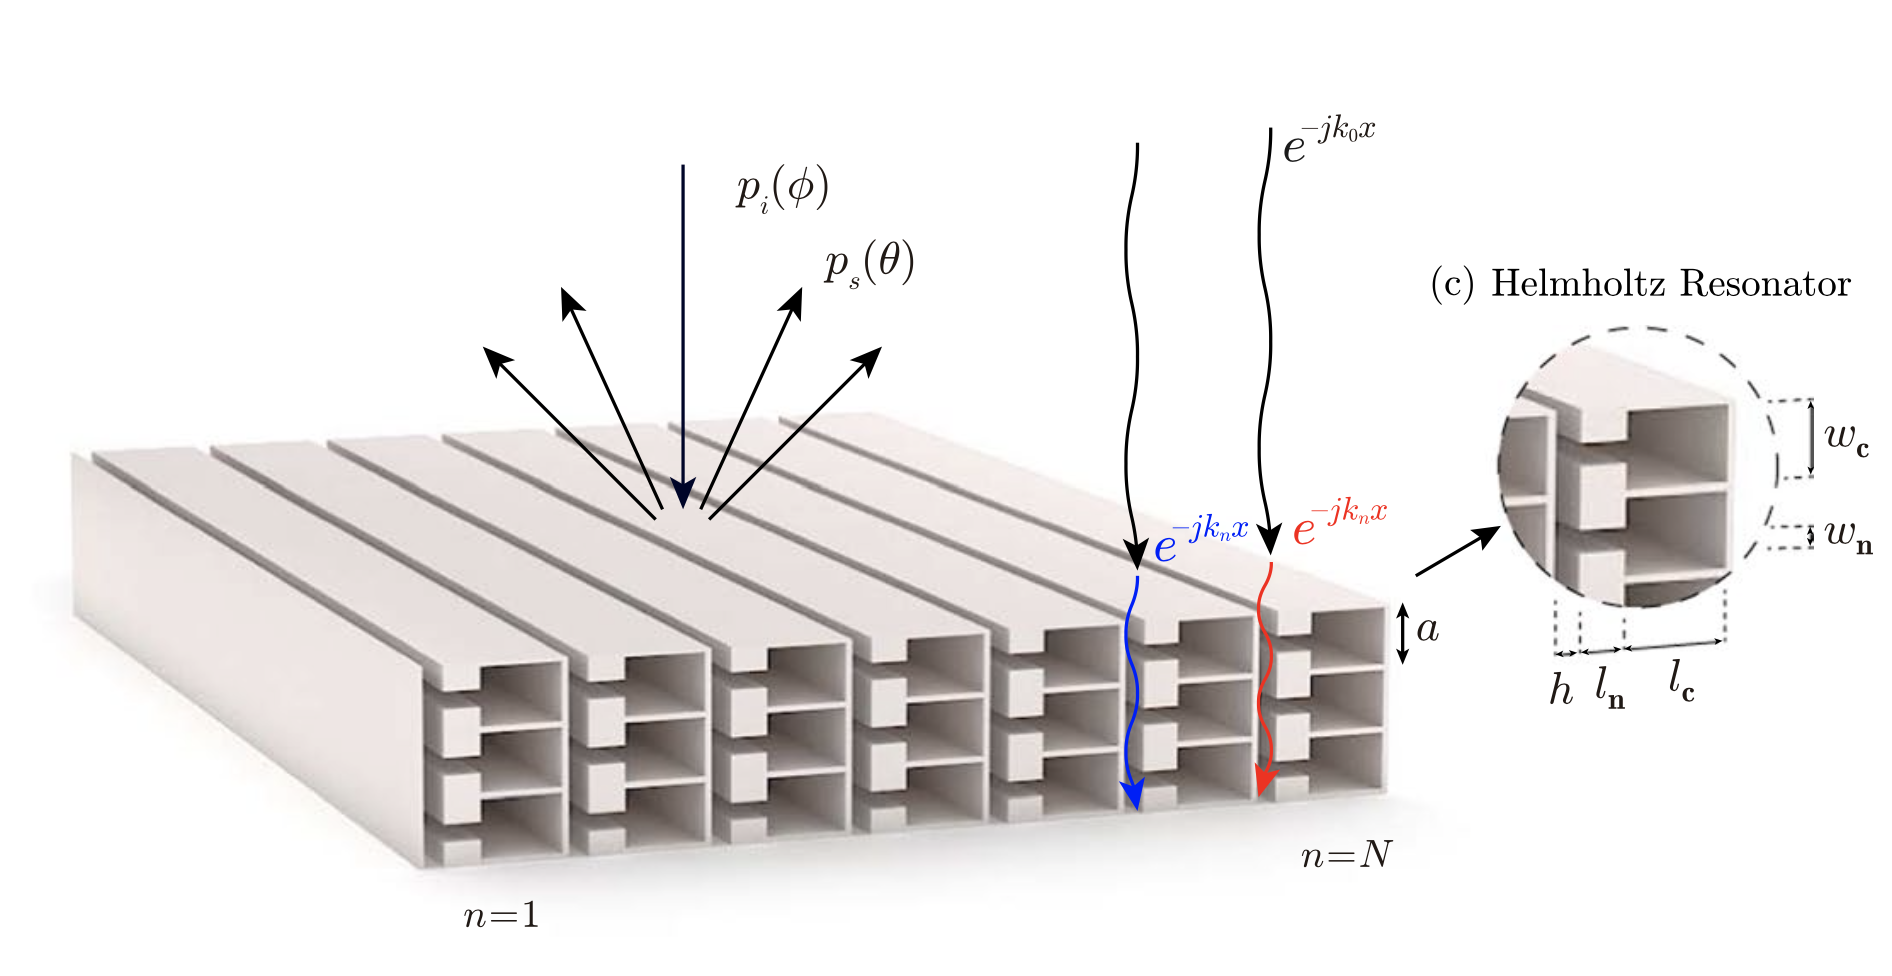 p_i(ϕ)
p_s(θ)
e^{-jk_0x}
(c) Helmholtz Resonator
w_c
w_n
e^{-jk_nx}
e^{-jk_nx}
a
h l_n l_c
n=N
n=1